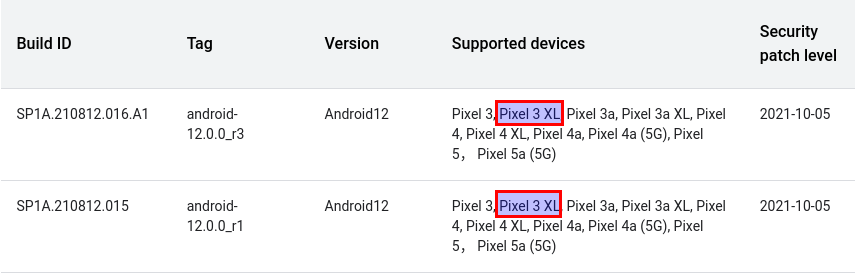 Build ID Tag Version Supported devices Security patch level
SP1A.210812.016.A1 android- Android12 Pixel 3, Pixel 3 XL, Pixel 3a, Pixel 3a XL, Pixel 2021-10-05
12.0.0_r3 4, Pixel 4 XL, Pixel 4a, Pixel 4a (5G), Pixel
5， Pixel 5a (5G)
SP1A.210812.015 android- Android12 Pixel 3, Pixel 3 XL, Pixel 3a, Pixel 3a XL, Pixel 2021-10-05
12.0.0_r1 4, Pixel 4 XL, Pixel 4a, Pixel 4a (5G), Pixel
5， Pixel 5a (5G)